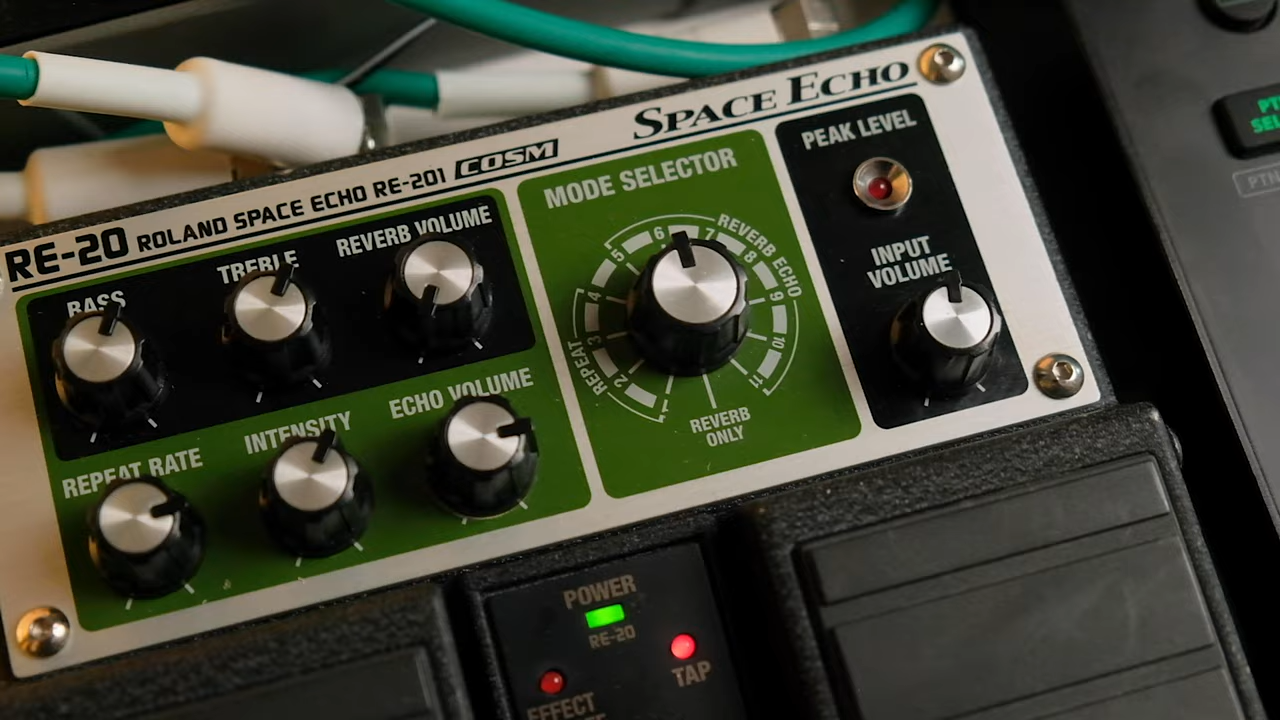 SPACE ECHO
RE-20 ROLAND SPACE ECHO RE-201 COSM
BASS
TREBLE
REVERB VOLUME
REPEAT RATE
INTENSITY
ECHO VOLUME
MODE SELECTOR
REPEAT
1 2 3 4 5 6 7 8 9 10 11
REVERB ECHO
REVERB
ONLY
PEAK LEVEL
INPUT
VOLUME
POWER
RE-20
TAP
EFFECT